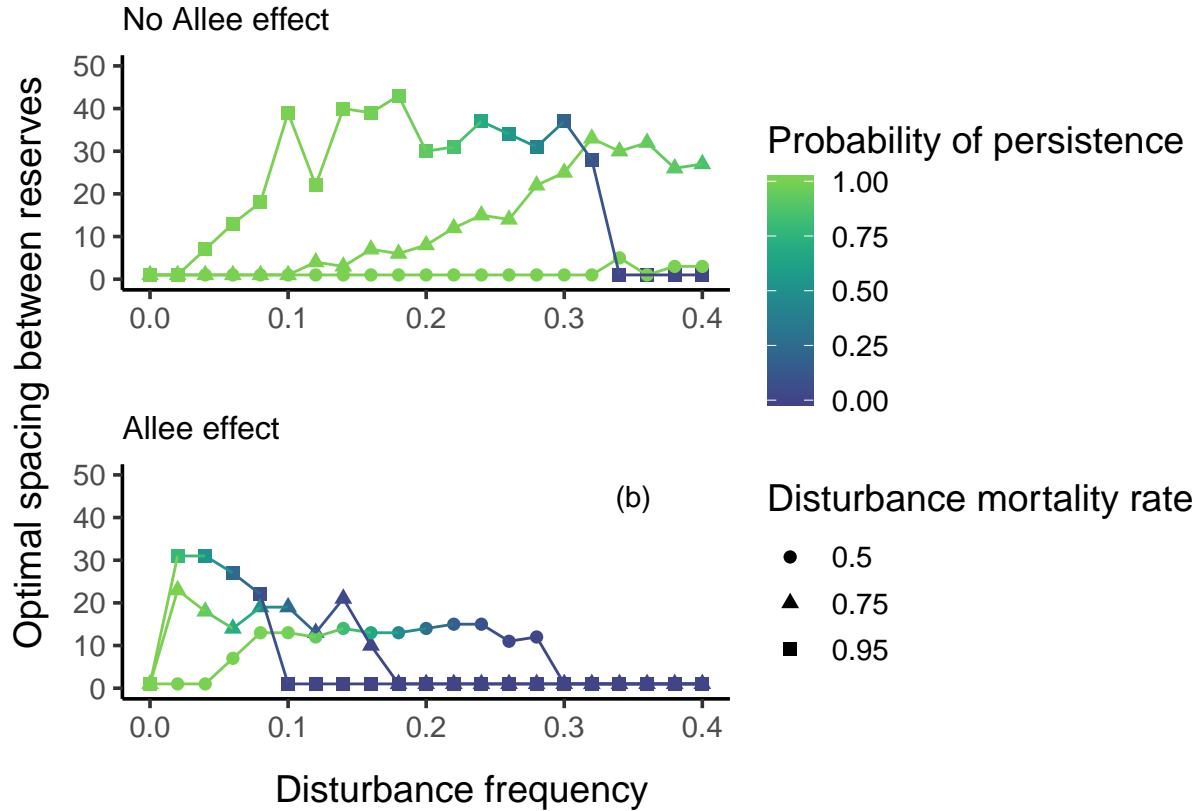 No Allee effect
50
40
30
20
10
0
0.0 0.1 0.2 0.3 0.4
Optimal spacing between reserves
Allee effect
(b)
50
40
30
20
10
0
0.0 0.1 0.2 0.3 0.4
Disturbance frequency
Probability of persistence
1.00
0.75
0.50
0.25
0.00
Disturbance mortality rate
0.5
0.75
0.95